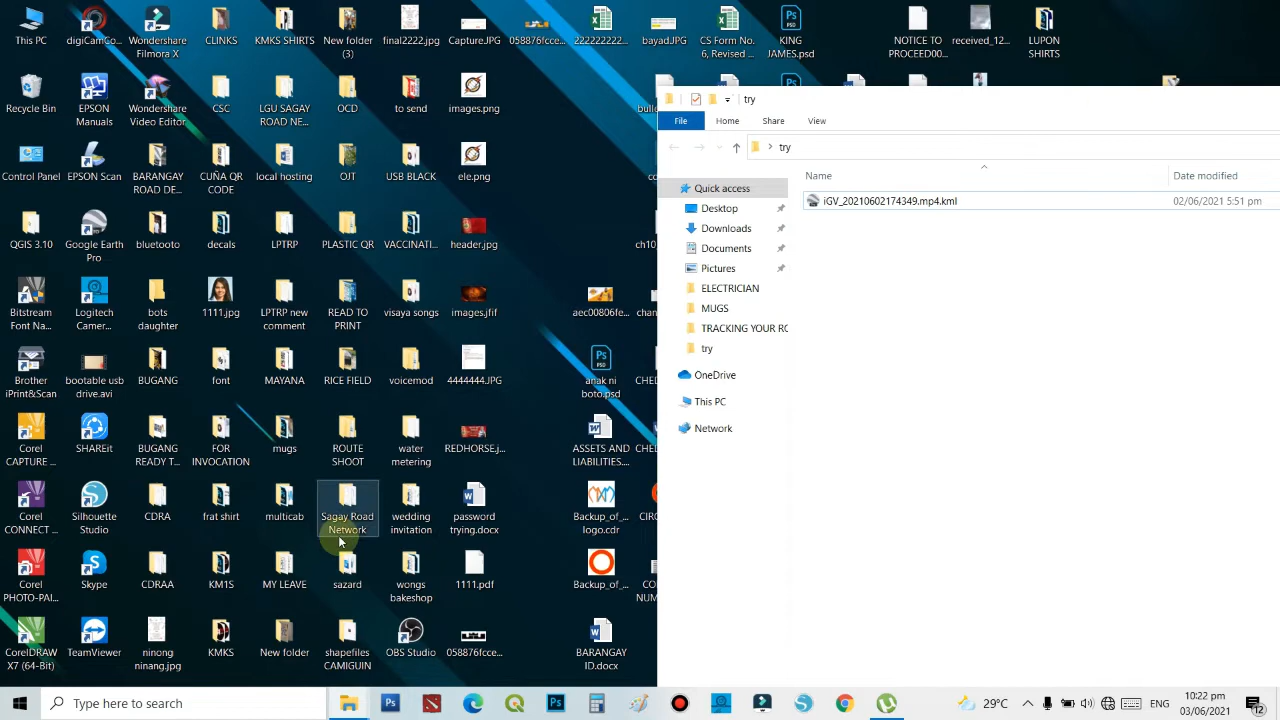 This PC
digiCamCo...
Wondershare
Filmora X
CLINKS
KMKS SHIRTS
New folder
(3)
final2222.jpg
Capture.JPG
058876fcce...
222222222...
bayad.JPG
CS Form No.
6, Revised ...
KING
JAMES.psd
NOTICE TO
PROCEED00...
received_12...
LUPON
SHIRTS
Recycle Bin
EPSON
Manuals
Wondershare
Video Editor
CSC
LGU SAGAY
ROAD NE...
OCD
to send
images.png
try
File
Home
Share
View
try
Control Panel
EPSON Scan
BARANGAY
ROAD DE...
CUÑA QR
CODE
local hosting
OJT
USB BLACK
ele.png
Name
Date modified
Quick access
iGV_20210602174349.mp4.kml
02/06/2021 5:51 pm
Desktop
Downloads
Documents
Pictures
ELECTRICIAN
MUGS
TRACKING YOUR RO
try
OneDrive
This PC
Network
QGIS 3.10
Google Earth
Pro
bluetooto
decals
LPTRP
PLASTIC QR
VACCINATI...
header.jpg
Bitstream
Font Na...
Logitech
Camer...
bots
daughter
1111.jpg
LPTRP new
comment
READ TO
PRINT
visaya songs
images.jfif
aec00806fe...
Brother
iPrint&Scan
bootable usb
drive.avi
BUGANG
font
MAYANA
RICE FIELD
voicemod
4444444.JPG
anak ni
boto.psd
Corel
CAPTURE ...
SHAREit
BUGANG
READY T...
FOR
INVOCATION
mugs
ROUTE
SHOOT
water
metering
REDHORSE.j...
ASSETS AND
LIABILITIES....
Corel
CONNECT ...
Silhouette
Studio
CDRA
frat shirt
multicab
Sagay Road
Network
wedding
invitation
password
trying.docx
Backup_of_...
logo.cdr
Corel
PHOTO-PAI...
Skype
CDRAA
KM1S
MY LEAVE
sazard
wongs
bakeshop
1111.pdf
Backup_of_...
CorelDRAW
X7 (64-Bit)
TeamViewer
ninong
ninang.jpg
KMKS
New folder
shapefiles
CAMIGUIN
OBS Studio
058876fcce...
BARANGAY
ID.docx
Type here to search
29°C
ENG
10:22 pm
03/06/2021